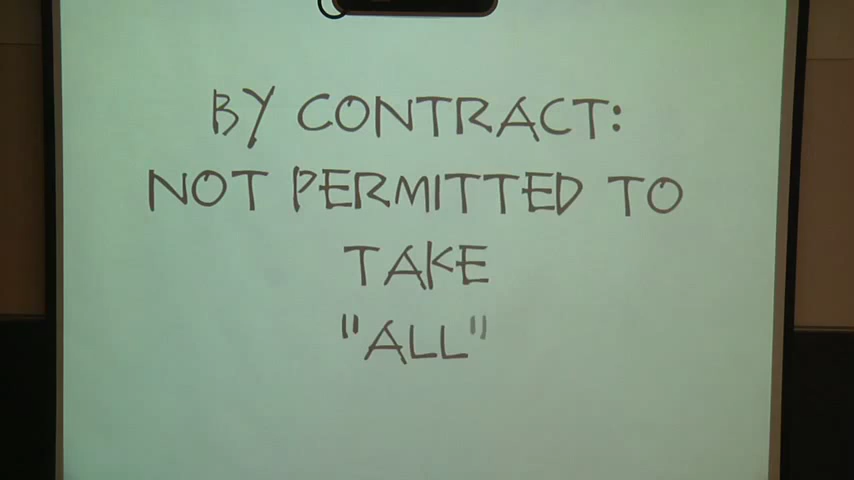 BY CONTRACT:
NOT PERMITTED TO
TAKE
"ALL"